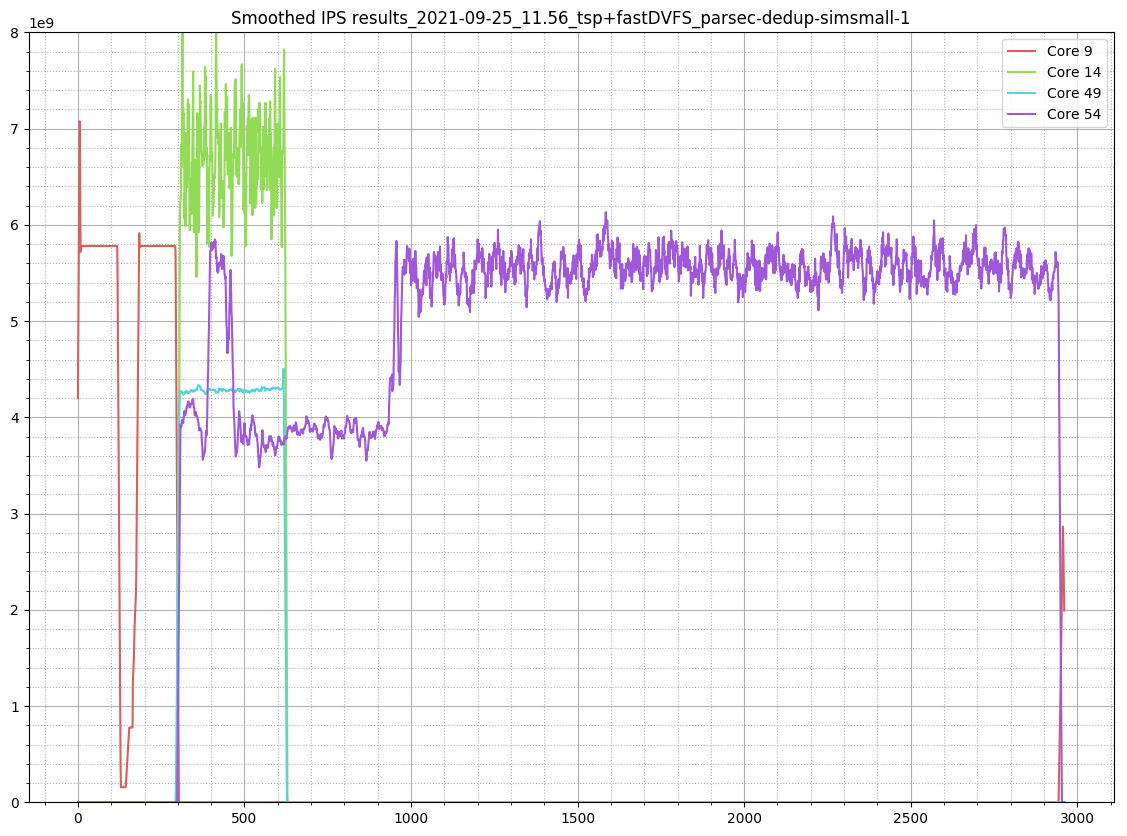 Smoothed IPS results_2021-09-25_11.56_tsp+fastDVFS_parsec-dedup-simsmall-1
1e9
Core 9
Core 14
Core 49
Core 54
8
7
6
5
4
3
2
1
0
0 500 1000 1500 2000 2500 3000